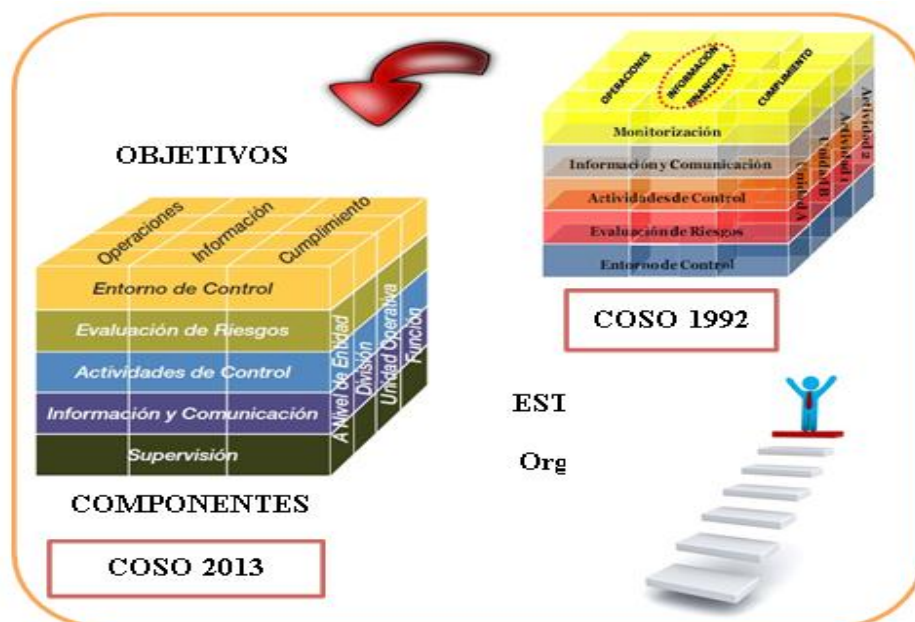 OPERACIONES
INFORMACIÓN
FINANCIERA
CUMPLIMIENTO
Monitorización
Información y Comunicación
Actividades de Control
Evaluación de Riesgos
Entorno de Control
Unidad A
Unidad B
Actividad 1
Actividad 2
COSO 1992
OBJETIVOS
Operaciones
Información
Cumplimiento
Entorno de Control
Evaluación de Riesgos
Actividades de Control
Información y Comunicación
Supervisión
A Nivel de Entidad
División
Unidad Operativa
Función
COMPONENTES
COSO 2013
EST
Org